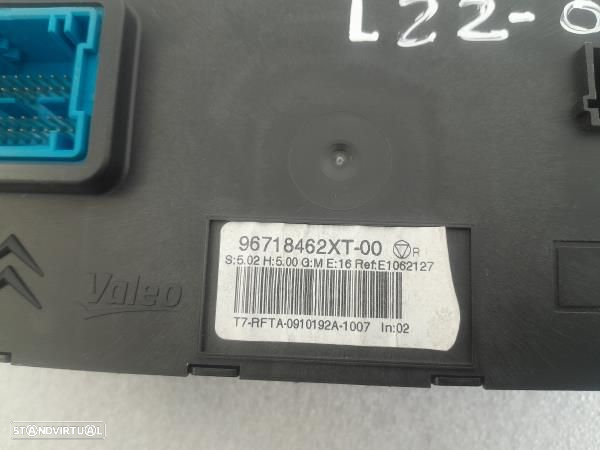 L22-0
96718462XT-00 R
S:5.02 H:5.00 G:M E:16 Ref:E1062127
T7-RFTA-0910192A-1007 In:02
Valeo
STANDVIRTUAL